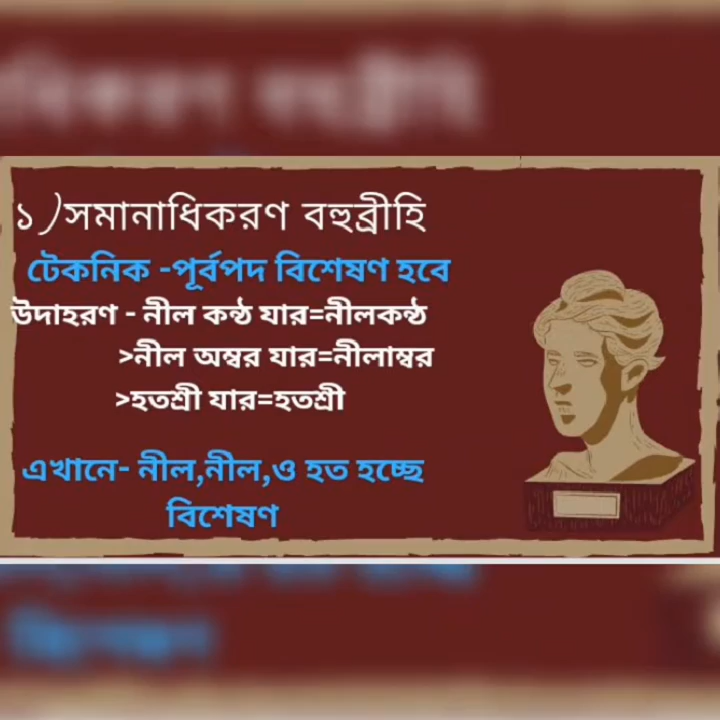 ১)সমানাধিকরণ বহুব্রীহি
টেকনিক -পূর্বপদ বিশেষণ হবে
উদাহরণ - নীল কন্ঠ যার=নীলকন্ঠ
>নীল অম্বর যার=নীলাম্বর
>হতশ্রী যার=হতশ্রী
এখানে- নীল,নীল,ও হত হচ্ছে
বিশেষণ